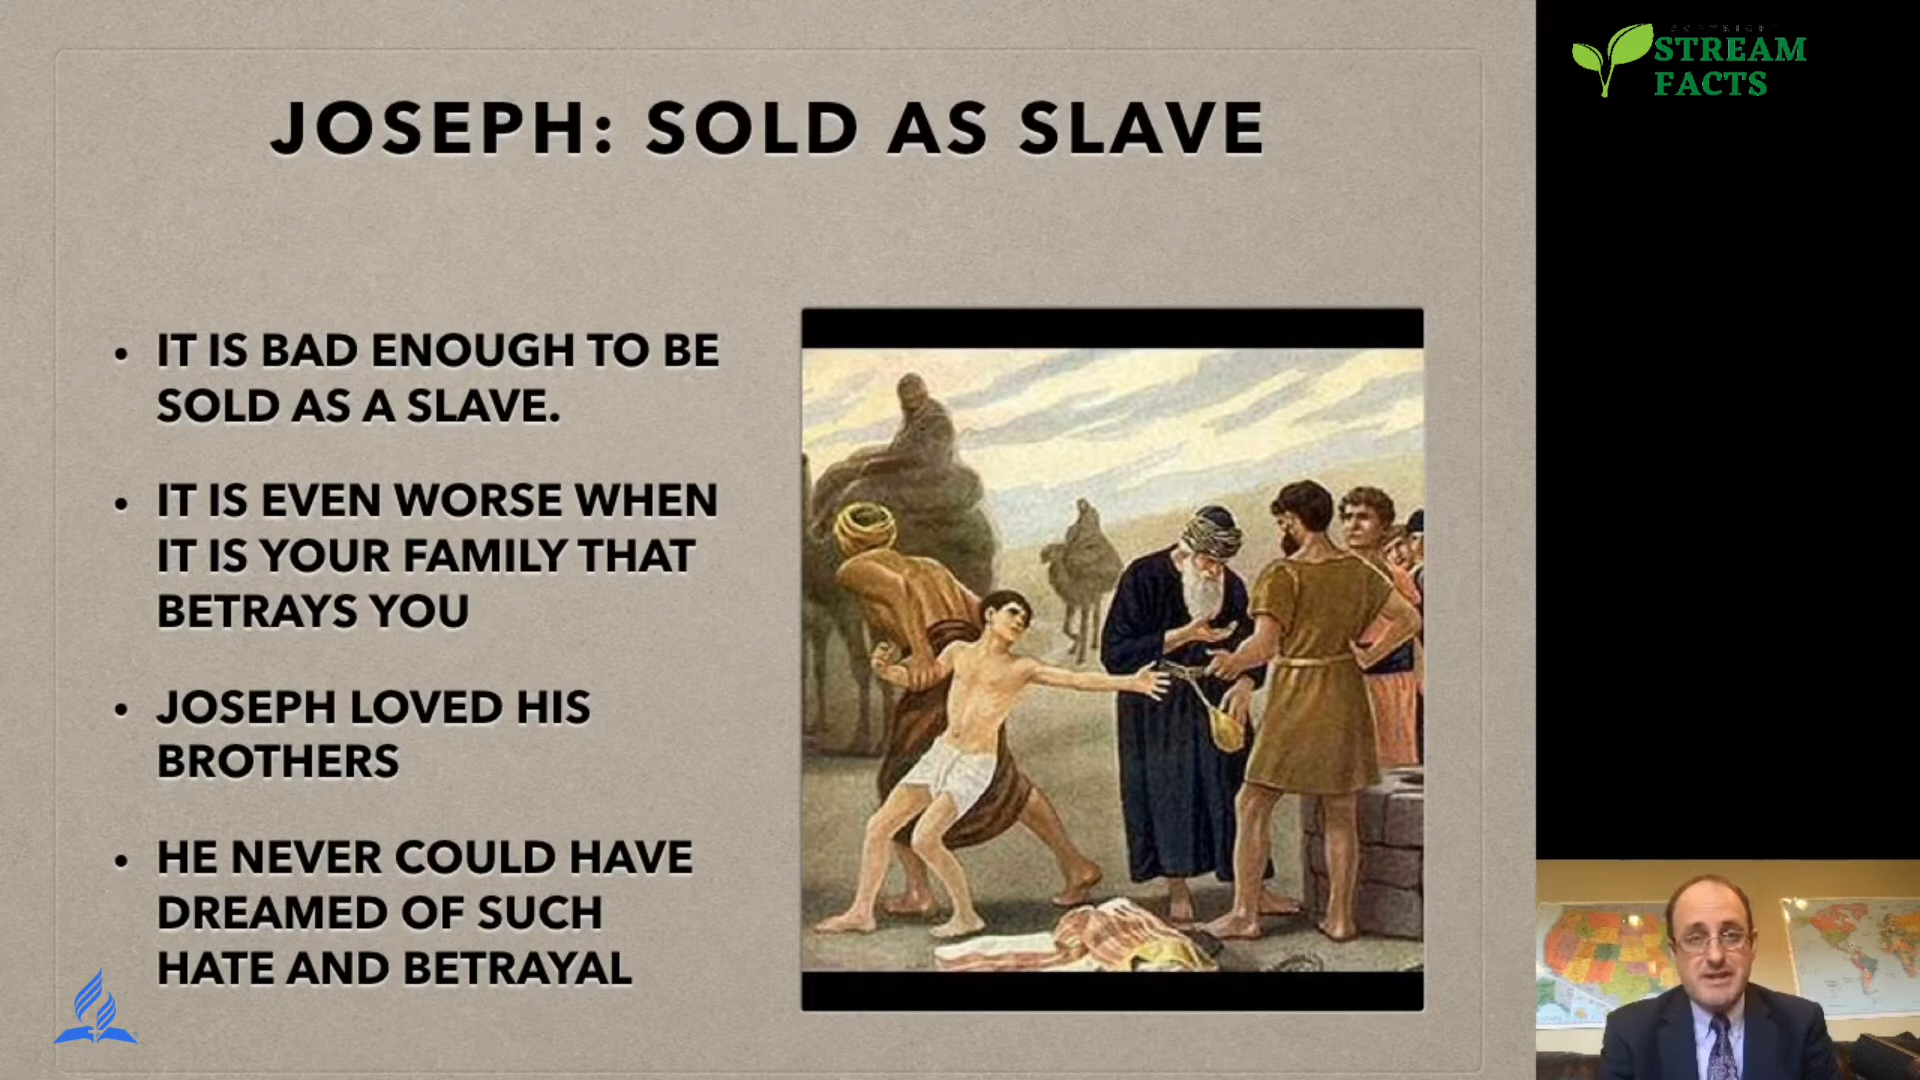 JOSEPH: SOLD AS SLAVE
• IT IS BAD ENOUGH TO BE
SOLD AS A SLAVE.
• IT IS EVEN WORSE WHEN
IT IS YOUR FAMILY THAT
BETRAYS YOU
• JOSEPH LOVED HIS
BROTHERS
• HE NEVER COULD HAVE
DREAMED OF SUCH
HATE AND BETRAYAL
STREAM
FACTS